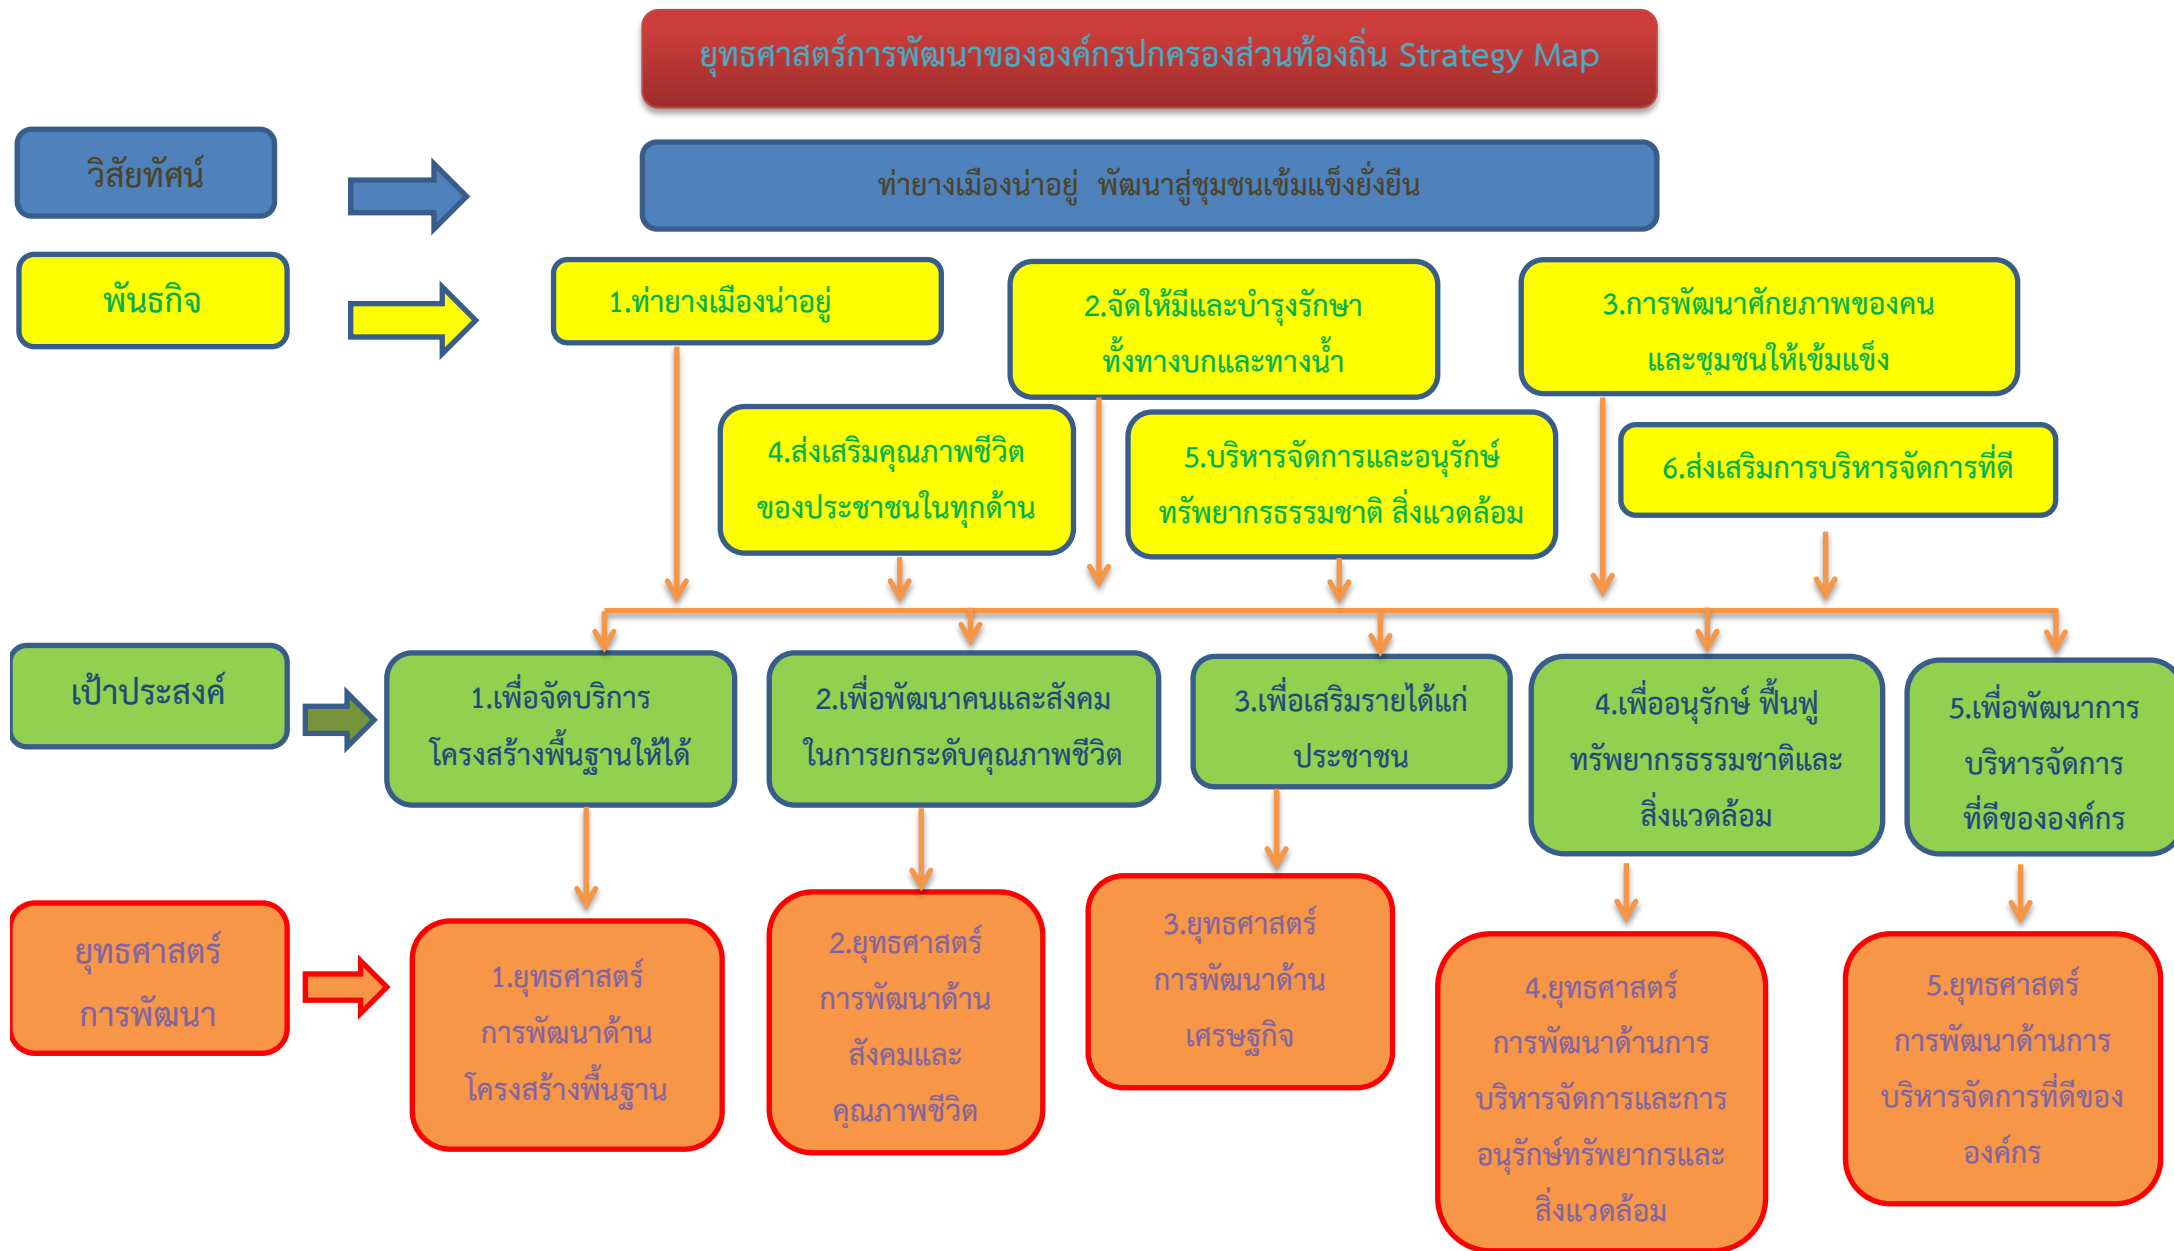 ยุทธศาสตร์การพัฒนาขององค์กรปกครองส่วนท้องถิ่น Strategy Map
วิสัยทัศน์
ท่ายางเมืองน่าอยู่ พัฒนาสู่ชุมชนเข้มแข็งยั่งยืน
พันธกิจ
1.ท่ายางเมืองน่าอยู่
2.จัดให้มีและบำรุงรักษา
ทั้งทางบกและทางน้ำ
3.การพัฒนาศักยภาพของคน
และชุมชนให้เข้มแข็ง
4.ส่งเสริมคุณภาพชีวิต
ของประชาชนในทุกด้าน
5.บริหารจัดการและอนุรักษ์
ทรัพยากรธรรมชาติ สิ่งแวดล้อม
6.ส่งเสริมการบริหารจัดการที่ดี
เป้าประสงค์
1.เพื่อจัดบริการ
โครงสร้างพื้นฐานให้ได้
2.เพื่อพัฒนาคนและสังคม
ในการยกระดับคุณภาพชีวิต
3.เพื่อเสริมรายได้แก่
ประชาชน
4.เพื่ออนุรักษ์ ฟื้นฟู
ทรัพยากรธรรมชาติและ
สิ่งแวดล้อม
5.เพื่อพัฒนาการ
บริหารจัดการ
ที่ดีขององค์กร
ยุทธศาสตร์
การพัฒนา
1.ยุทธศาสตร์
การพัฒนาด้าน
โครงสร้างพื้นฐาน
2.ยุทธศาสตร์
การพัฒนาด้าน
สังคมและ
คุณภาพชีวิต
3.ยุทธศาสตร์
การพัฒนาด้าน
เศรษฐกิจ
4.ยุทธศาสตร์
การพัฒนาด้านการ
บริหารจัดการและการ
อนุรักษ์ทรัพยากรและ
สิ่งแวดล้อม
5.ยุทธศาสตร์
การพัฒนาด้านการ
บริหารจัดการที่ดีของ
องค์กร